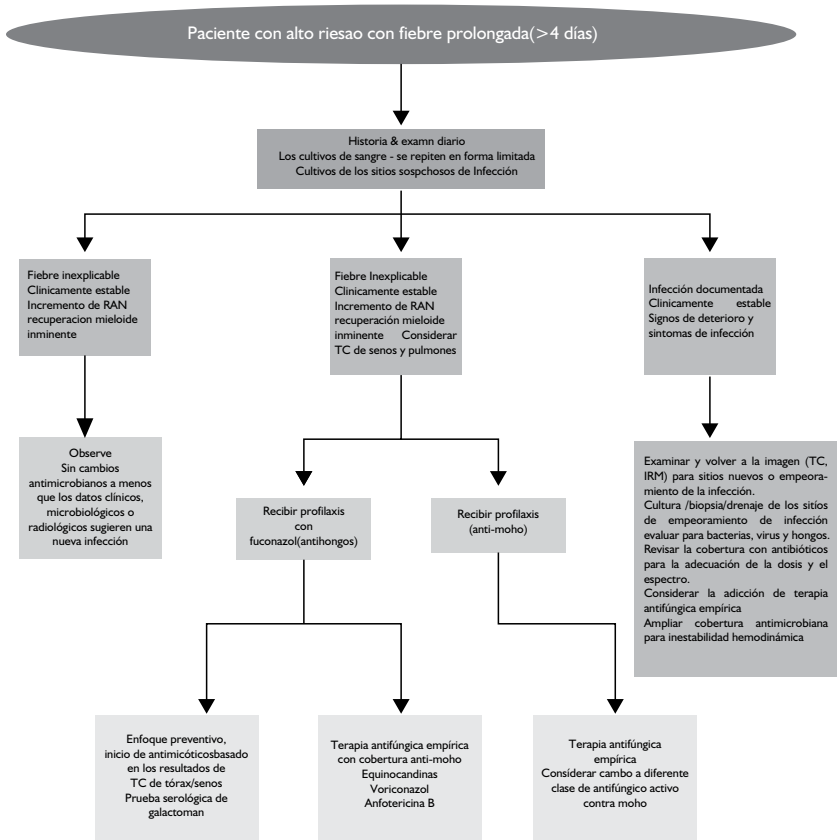 Paciente con alto riesao con fiebre prolongada(>4 días)
Historia & examn diario
Los cultivos de sangre - se repiten en forma limitada
Cultivos de los sitios sospchosos de Infección
Fiebre inexplicable
Clinicamente estable
Incremento de RAN
recuperacion mieloide
inminente
Fiebre Inexplicable
Clinicamente estable
Incremento de RAN
recuperación mieloide
inminente Considerar
TC de senos y pulmones
Infección documentada
Clinicamente estable
Signos de deterioro y
sintomas de infección
Observe
Sin cambios
antimicrobianos a menos
que los datos clínicos,
microbiológicos o
radiológicos sugieren una
nueva infección
Recibir profilaxis
con
fuconazol(antihongos)
Recibir profilaxis
(anti-moho)
Examinar y volver a la imagen (TC,
IRM) para sitios nuevos o empeora-
miento de la infección.
Cultura /biopsia/drenaje de los sitíos
de empeoramiento de infección
evaluar para bacterias, virus y hongos.
Revisar la cobertura con antibióticos
para la adecuación de la dosis y el
espectro.
Considerar la adicción de terapia
antifúngica empírica
Ampliar cobertura antimicrobiana
para inestabilidad hemodinámica
Enfoque preventivo,
inicio de antimicóticosbasado
en los resultados de
TC de tórax/senos
Prueba serológica de
galactoman
Terapia antifúngica empírica
con cobertura anti-moho
Equinocandinas
Voriconazol
Anfotericina B
Terapia antifúngica
empírica
Considerar cambo a diferente
clase de antifúngico activo
contra moho